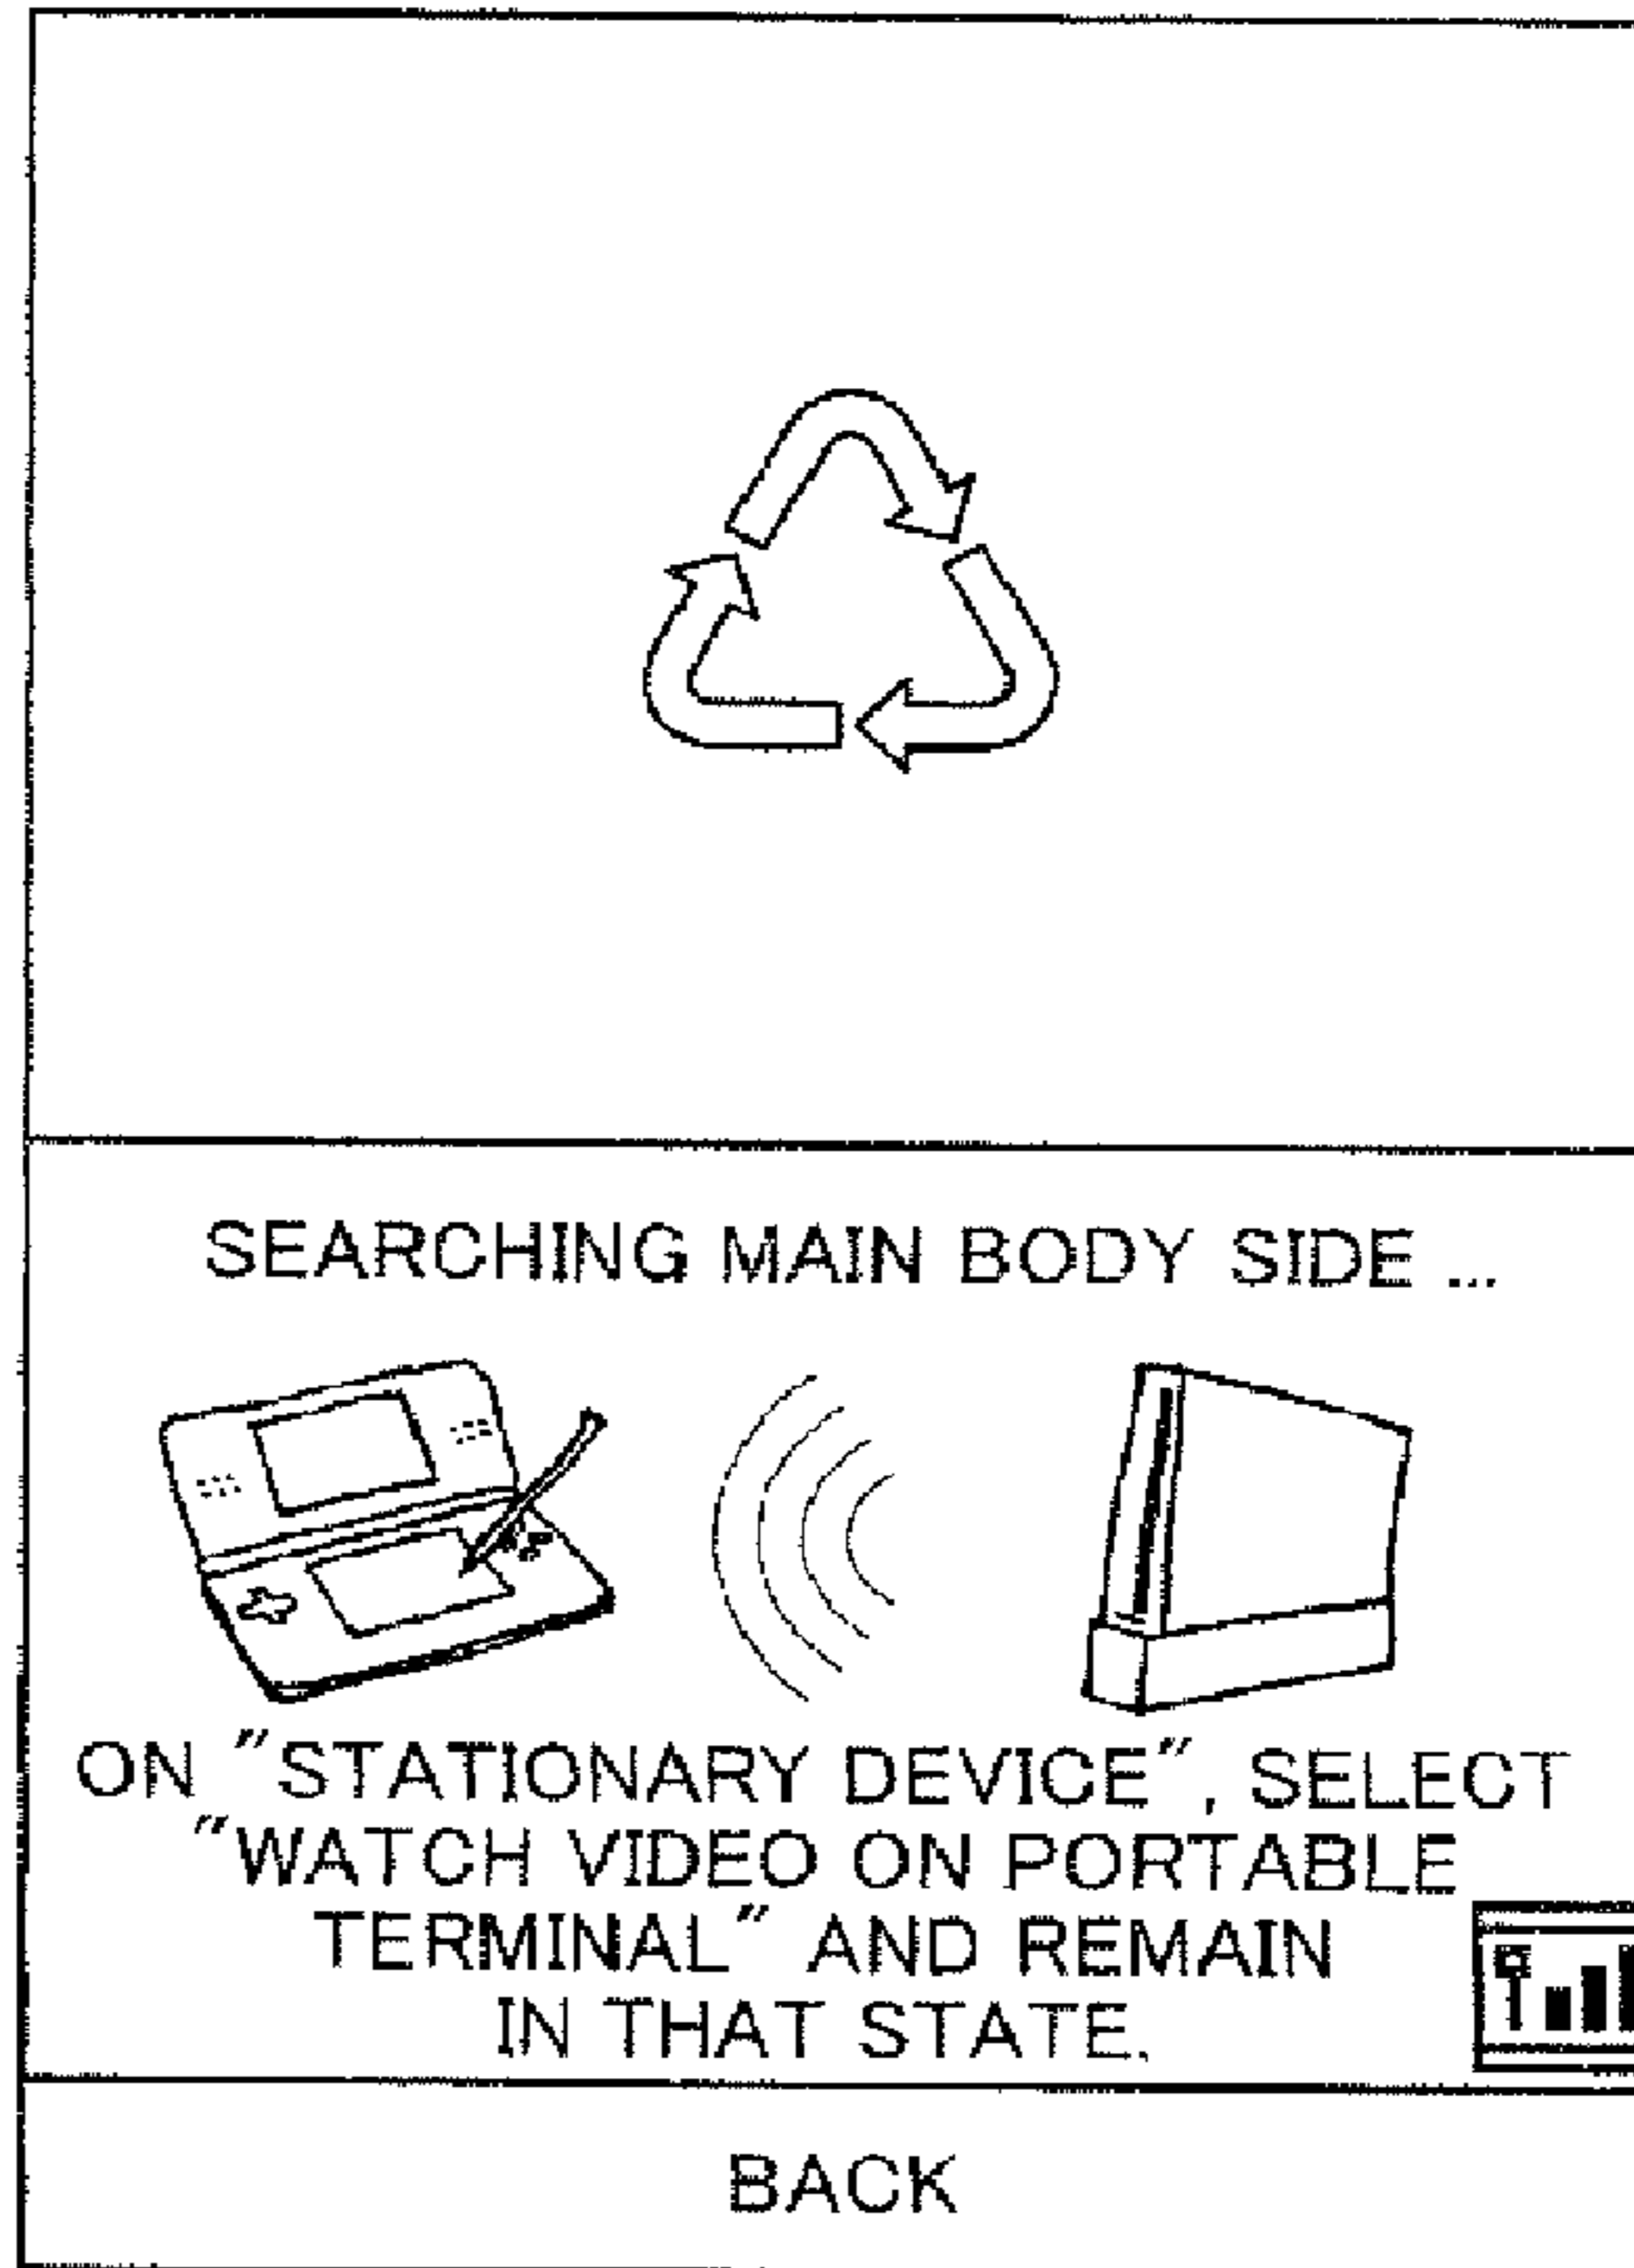 SEARCHING MAIN BODY SIDE ...
ON "STATIONARY DEVICE", SELECT
"WATCH VIDEO ON PORTABLE
TERMINAL" AND REMAIN
IN THAT STATE.
BACK